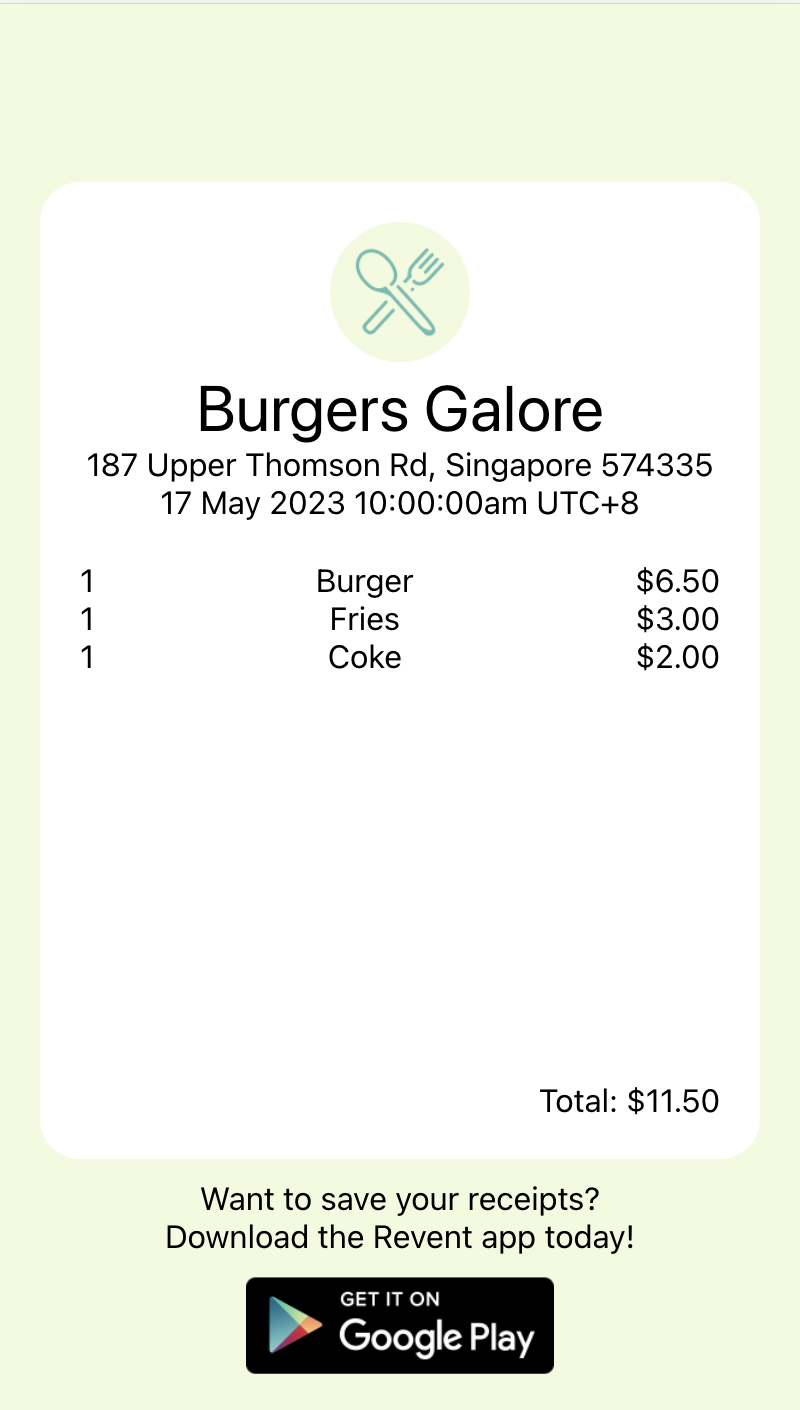 Burgers Galore
187 Upper Thomson Rd, Singapore 574335
17 May 2023 10:00:00am UTC+8
1 Burger $6.50
1 Fries $3.00
1 Coke $2.00
Total: $11.50
Want to save your receipts?
Download the Revent app today!
GET IT ON
Google Play